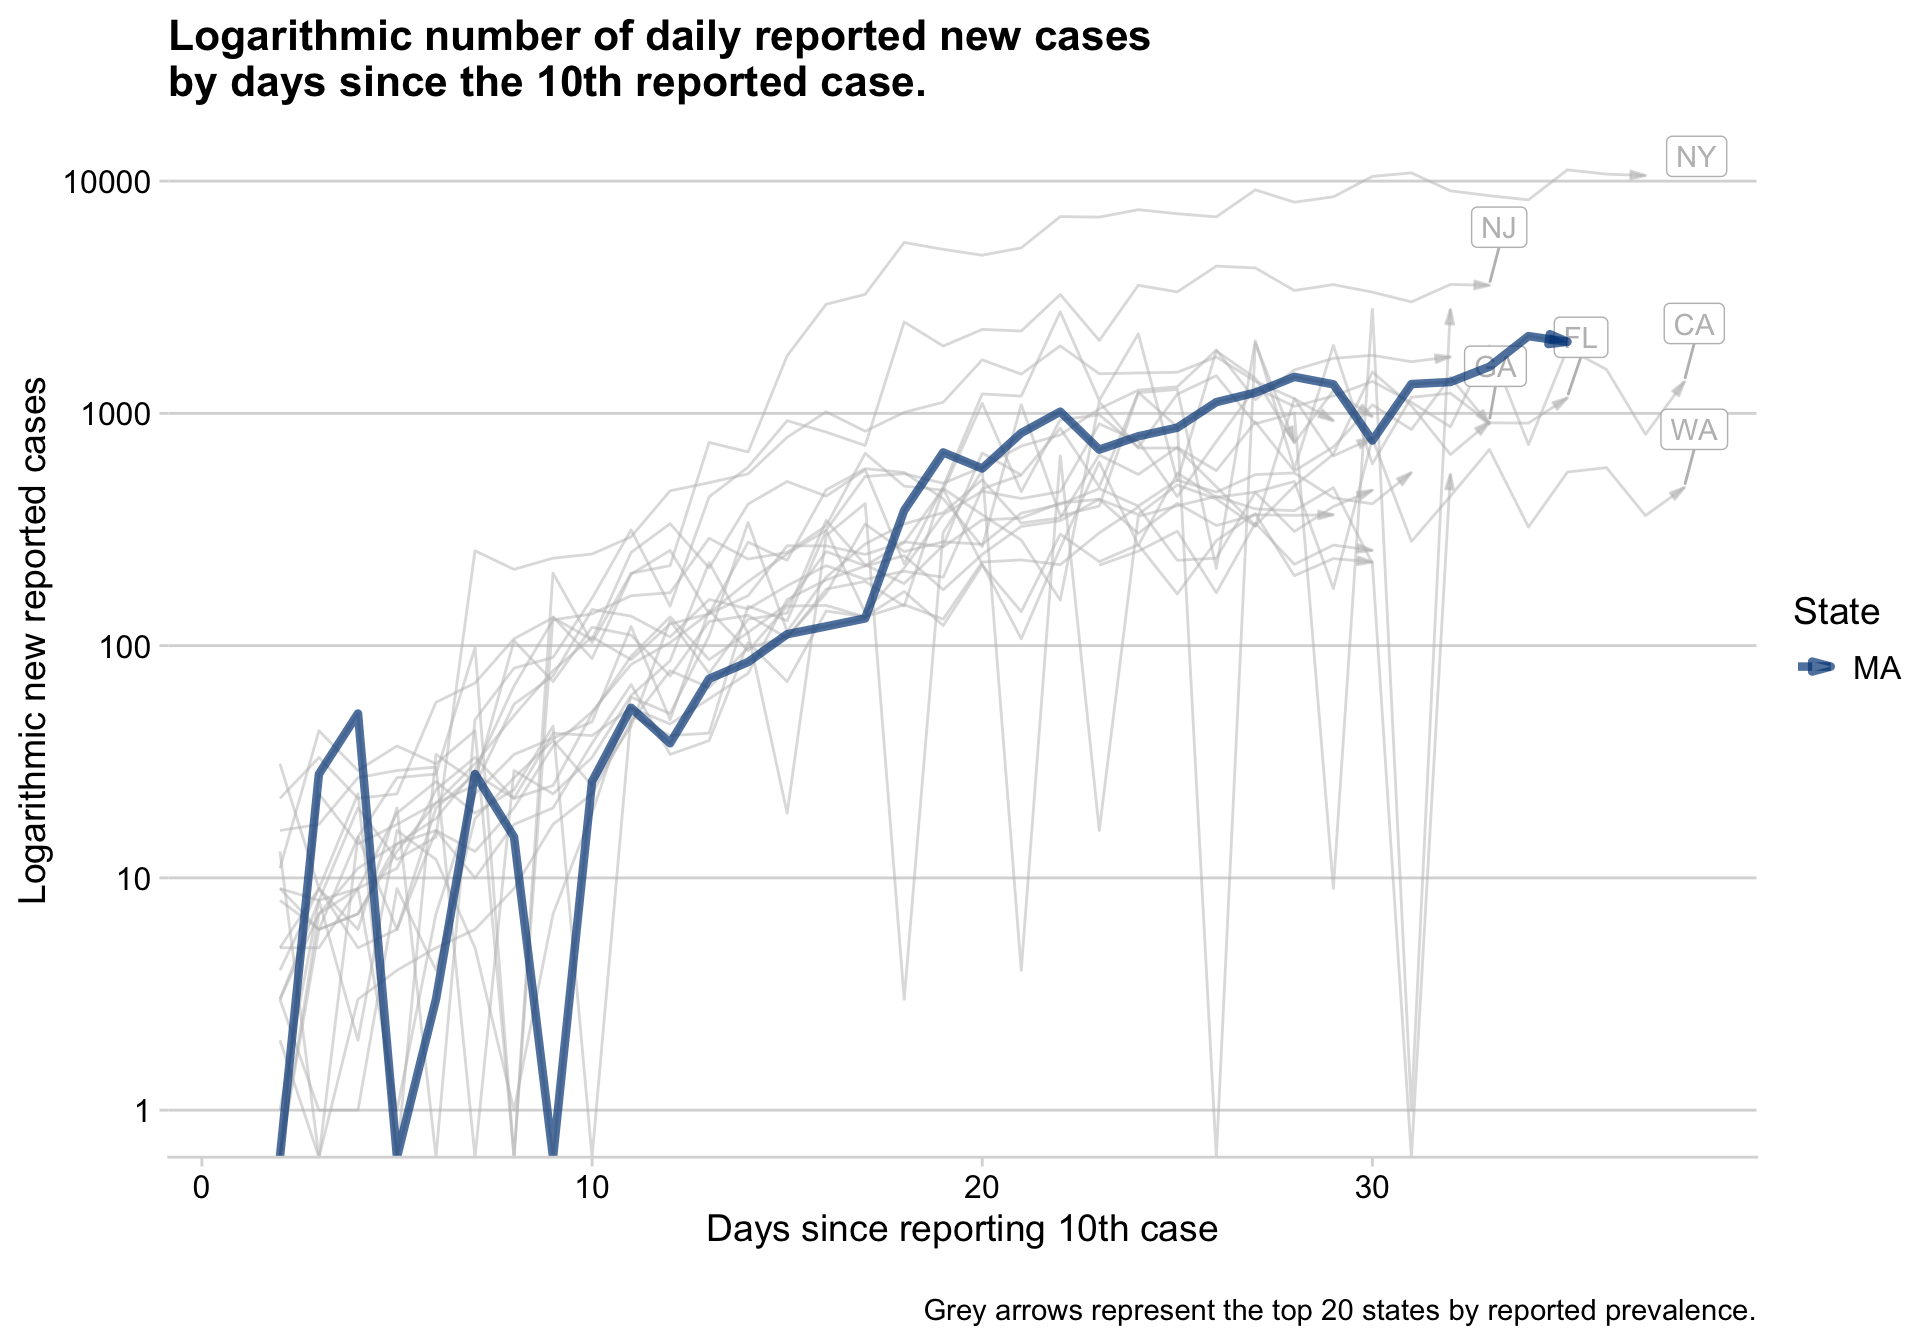 Logarithmic number of daily reported new cases
by days since the 10th reported case.
Logarithmic new reported cases
10000
1000
100
10
1
NY
NJ
CA
FL
GA
WA
State
MA
0
10
20
30
Days since reporting 10th case
Grey arrows represent the top 20 states by reported prevalence.